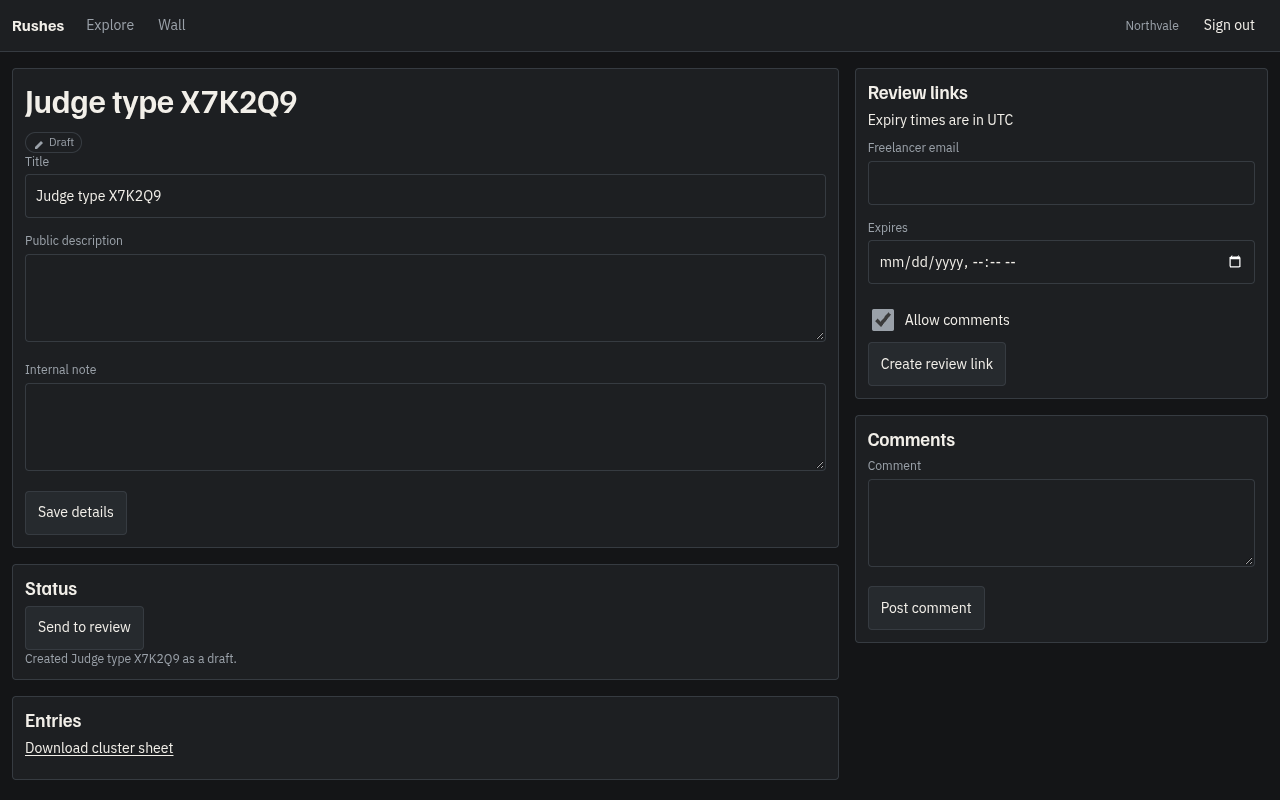 Rushes
Explore
Wall
Northvale
Sign out
Judge type X7K2Q9
Draft
Title
Judge type X7K2Q9
Public description
Internal note
Save details
Status
Send to review
Created Judge type X7K2Q9 as a draft.
Entries
Download cluster sheet
Review links
Expiry times are in UTC
Freelancer email
Expires
mm/dd/yyyy, --:-- --
Allow comments
Create review link
Comments
Comment
Post comment